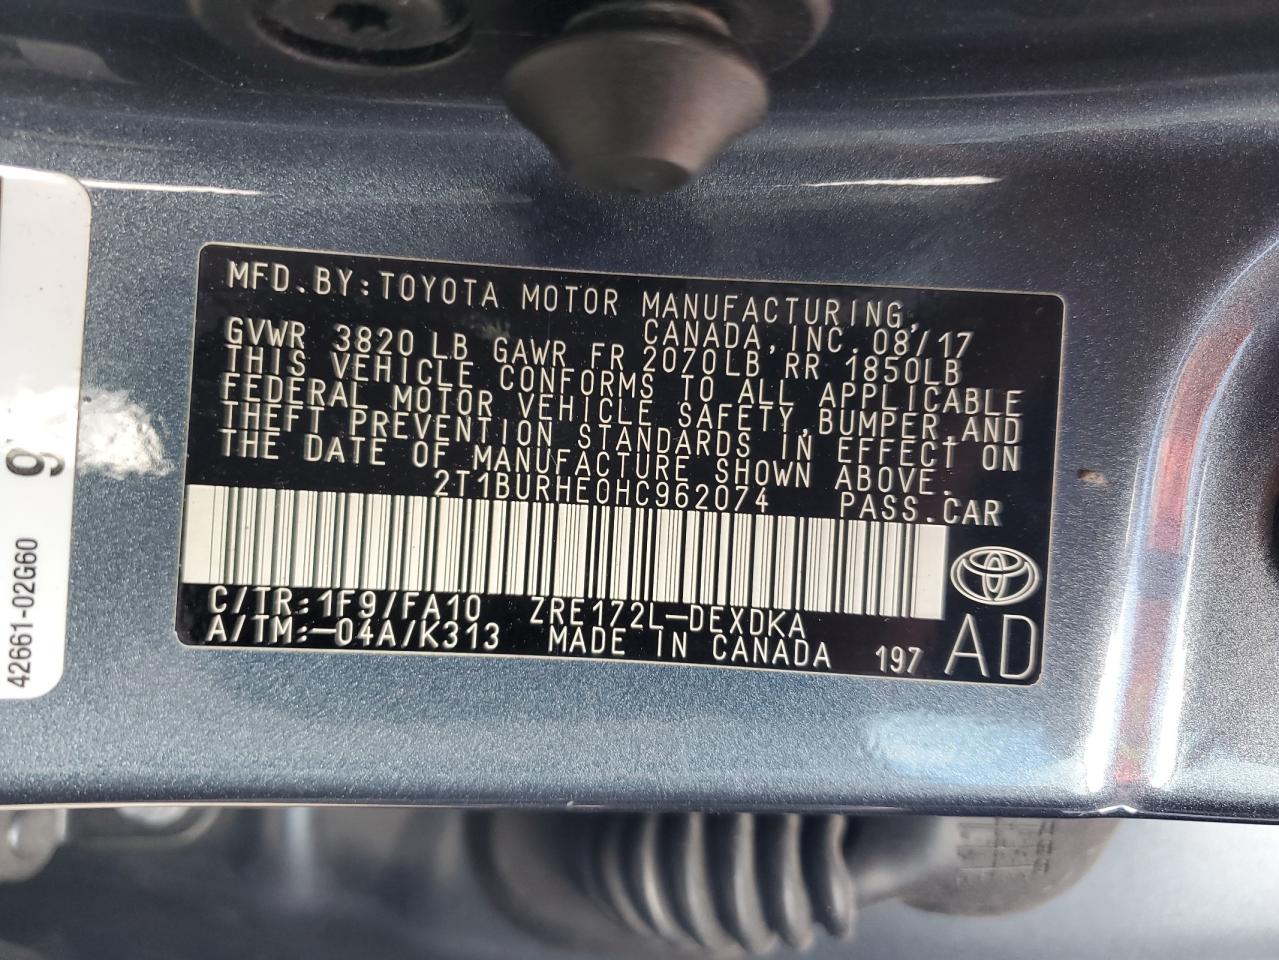 MFD.BY:TOYOTA MOTOR MANUFACTURING,
CANADA,INC.08/17
GVWR 3820 LB GAWR FR 2070LB RR 1850LB
THIS VEHICLE CONFORMS TO ALL APPLICABLE
FEDERAL MOTOR VEHICLE SAFETY,BUMPER AND
THEFT PREVENTION STANDARDS IN EFFECT ON
THE DATE OF MANUFACTURE SHOWN ABOVE.
2T1BURHE0HC962074 PASS.CAR
C/TR:1F9/FA10 ZRE172L-DEXDKA
A/TM:-04A/K313 MADE IN CANADA 197 AD
42661-02G60